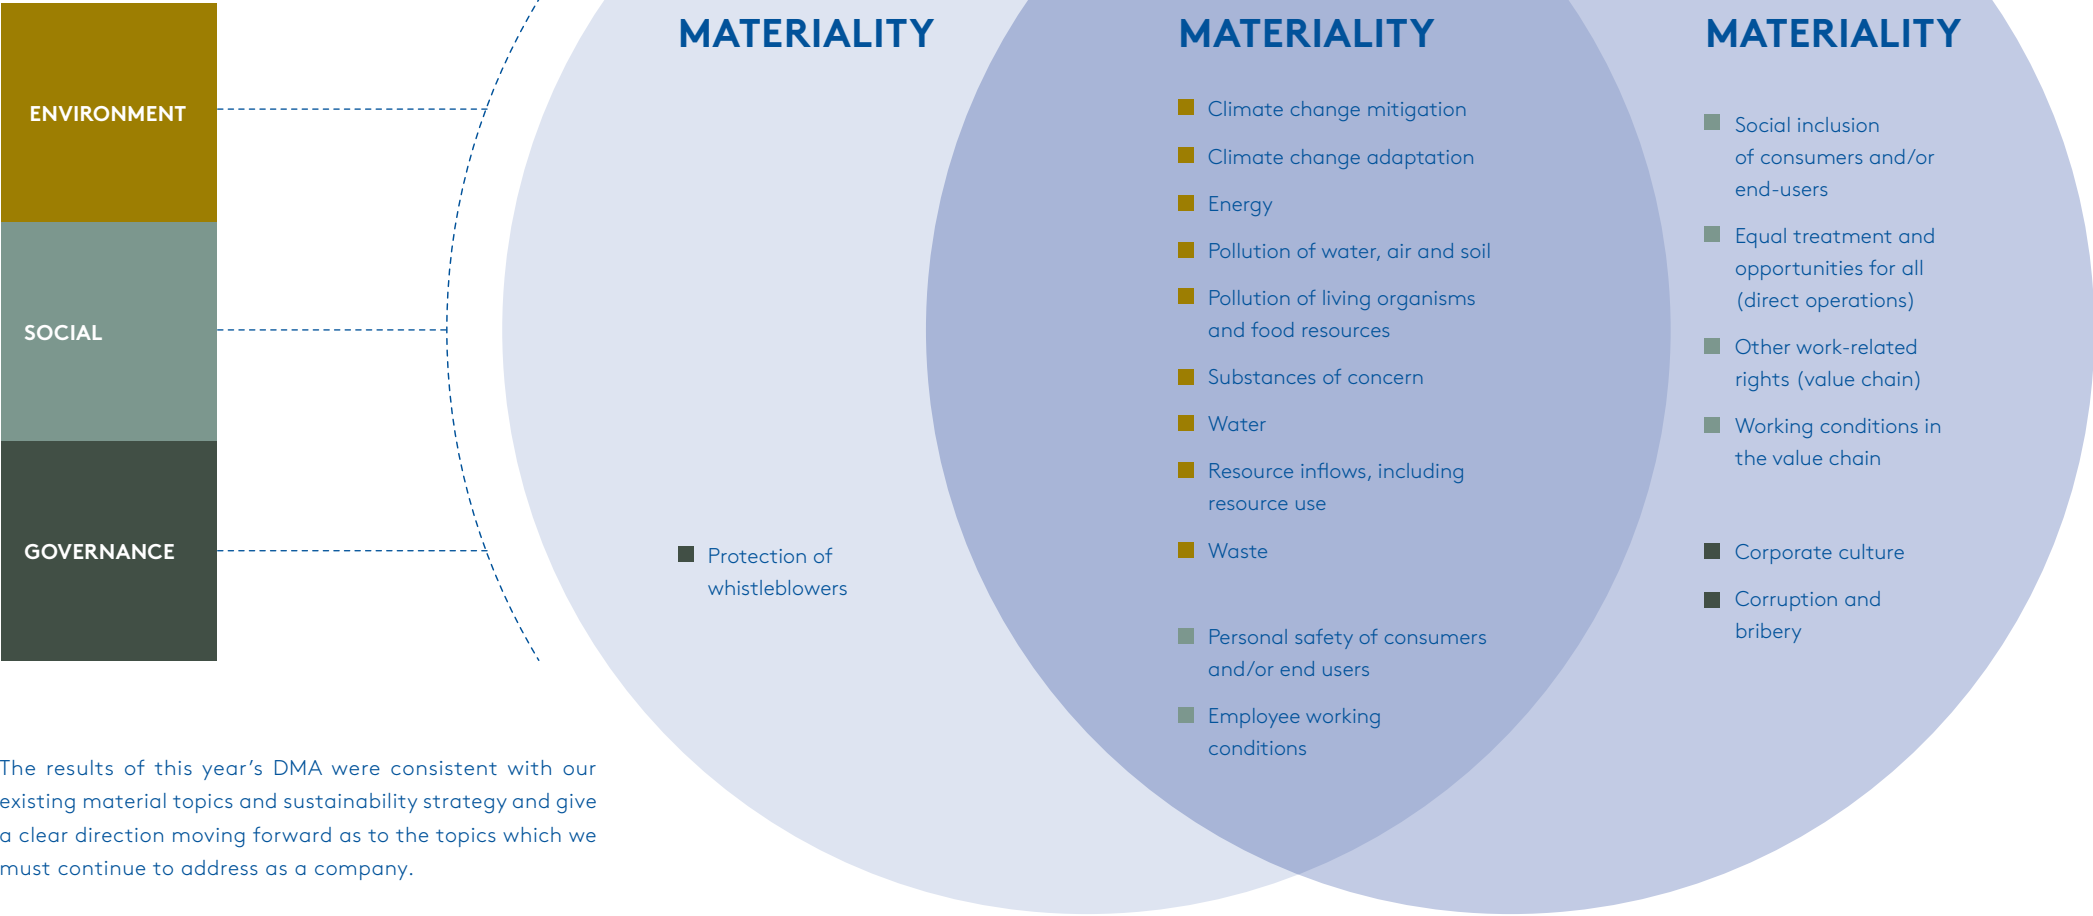 ENVIRONMENT
SOCIAL
GOVERNANCE
The results of this year’s DMA were consistent with our
existing material topics and sustainability strategy and give
a clear direction moving forward as to the topics which we
must continue to address as a company.
MATERIALITY
Protection of
whistleblowers
MATERIALITY
Climate change mitigation
Climate change adaptation
Energy
Pollution of water, air and soil
Pollution of living organisms
and food resources
Substances of concern
Water
Resource inflows, including
resource use
Waste
Personal safety of consumers
and/or end users
Employee working
conditions
MATERIALITY
Social inclusion
of consumers and/or
end-users
Equal treatment and
opportunities for all
(direct operations)
Other work-related
rights (value chain)
Working conditions in
the value chain
Corporate culture
Corruption and
bribery